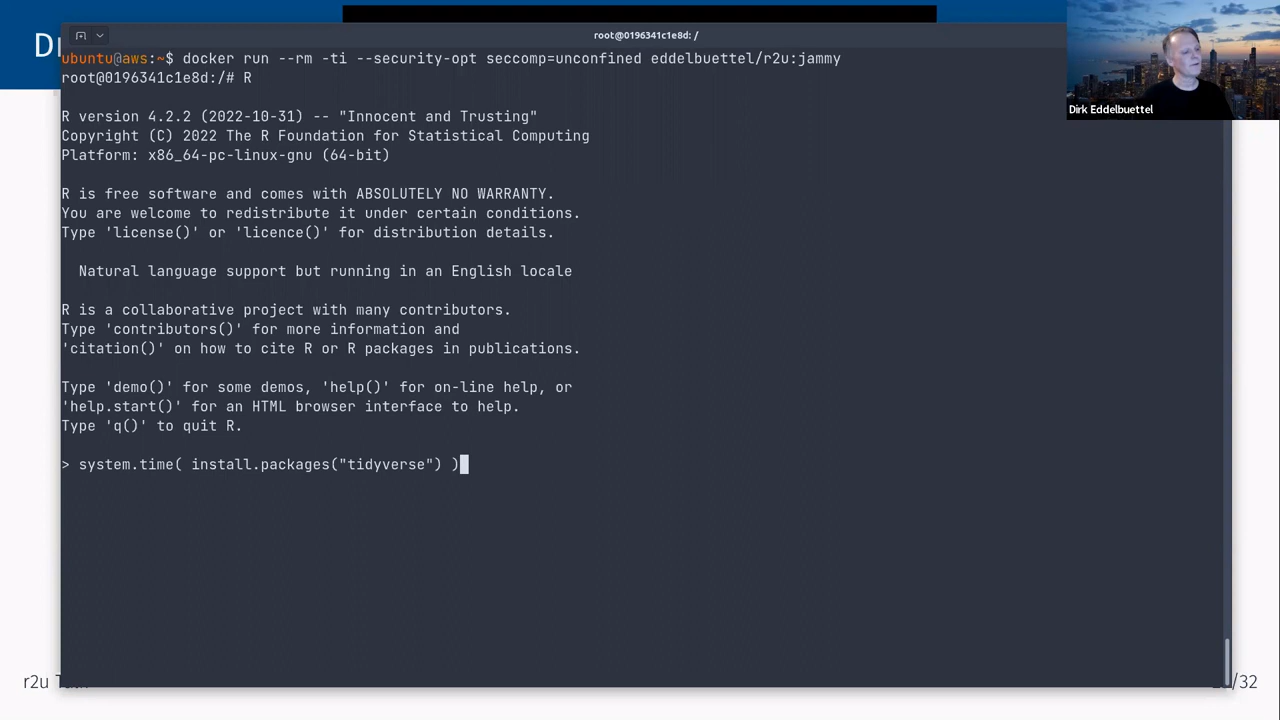 root@0196341c1e8d: /
ubuntu@aws:~$ docker run --rm -ti --security-opt seccomp=unconfined eddelbuettel/r2u:jammy
root@0196341c1e8d:/# R
R version 4.2.2 (2022-10-31) -- "Innocent and Trusting"
Copyright (C) 2022 The R Foundation for Statistical Computing
Platform: x86_64-pc-linux-gnu (64-bit)
R is free software and comes with ABSOLUTELY NO WARRANTY.
You are welcome to redistribute it under certain conditions.
Type 'license()' or 'licence()' for distribution details.
Natural language support but running in an English locale
R is a collaborative project with many contributors.
Type 'contributors()' for more information and
'citation()' on how to cite R or R packages in publications.
Type 'demo()' for some demos, 'help()' for on-line help, or
'help.start()' for an HTML browser interface to help.
Type 'q()' to quit R.
> system.time( install.packages("tidyverse") )
Dirk Eddelbuettel
r2u
/32